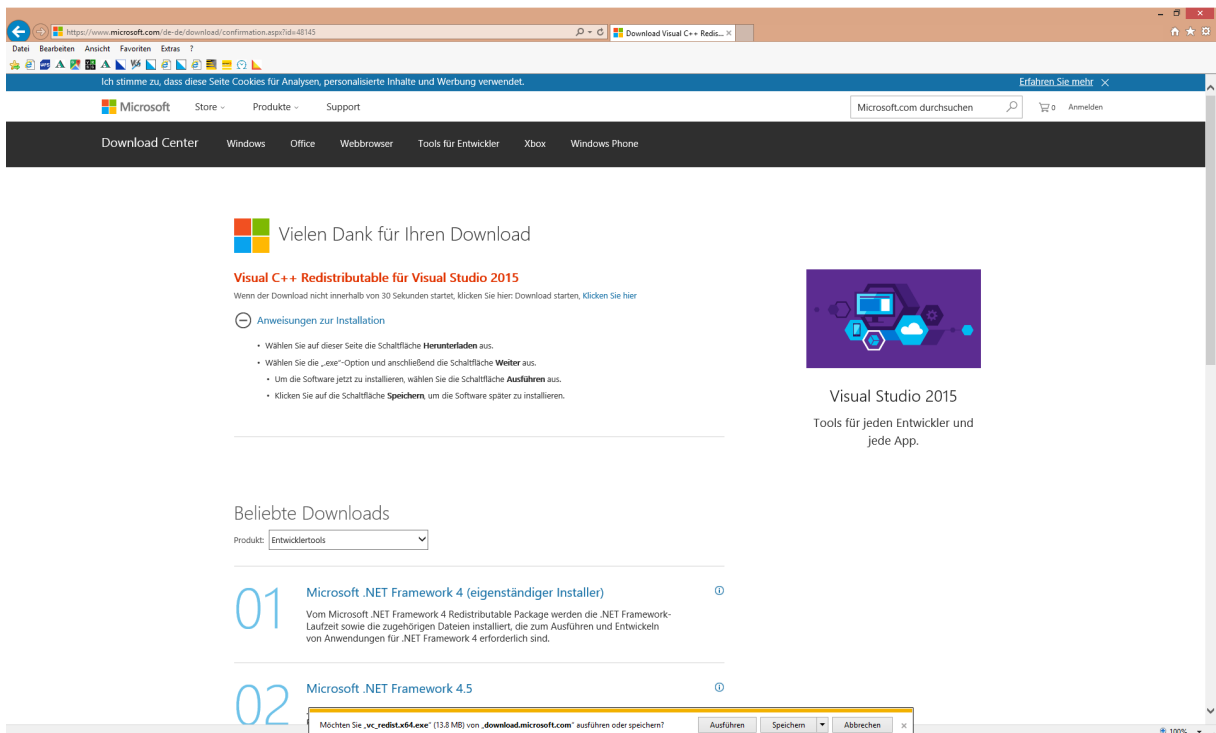 https://www.microsoft.com/de-de/download/confirmation.aspx?id=48145
Download Visual C++ Redis...
Datei Bearbeiten Ansicht Favoriten Extras ?
Ich stimme zu, dass diese Seite Cookies für Analysen, personalisierte Inhalte und Werbung verwendet. Erfahren Sie mehr
Microsoft Store Produkte Support Microsoft.com durchsuchen 0 Anmelden
Download Center Windows Office Webbrowser Tools für Entwickler Xbox Windows Phone
Vielen Dank für Ihren Download
Visual C++ Redistributable für Visual Studio 2015
Wenn der Download nicht innerhalb von 30 Sekunden startet, klicken Sie hier: Download starten, Klicken Sie hier
Anweisungen zur Installation
• Wählen Sie auf dieser Seite die Schaltfläche Herunterladen aus.
• Wählen Sie die „.exe"-Option und anschließend die Schaltfläche Weiter aus.
• Um die Software jetzt zu installieren, wählen Sie die Schaltfläche Ausführen aus.
• Klicken Sie auf die Schaltfläche Speichern, um die Software später zu installieren.
Visual Studio 2015
Tools für jeden Entwickler und
jede App.
Beliebte Downloads
Produkt: Entwicklertools
01 Microsoft .NET Framework 4 (eigenständiger Installer)
Vom Microsoft .NET Framework 4 Redistributable Package werden die .NET Framework-
Laufzeit sowie die zugehörigen Dateien installiert, die zum Ausführen und Entwickeln
von Anwendungen für .NET Framework 4 erforderlich sind.
02 Microsoft .NET Framework 4.5
Möchten Sie „vc_redist.x64.exe" (13.8 MB) von „download.microsoft.com" ausführen oder speichern? Ausführen Speichern Abbrechen
100%